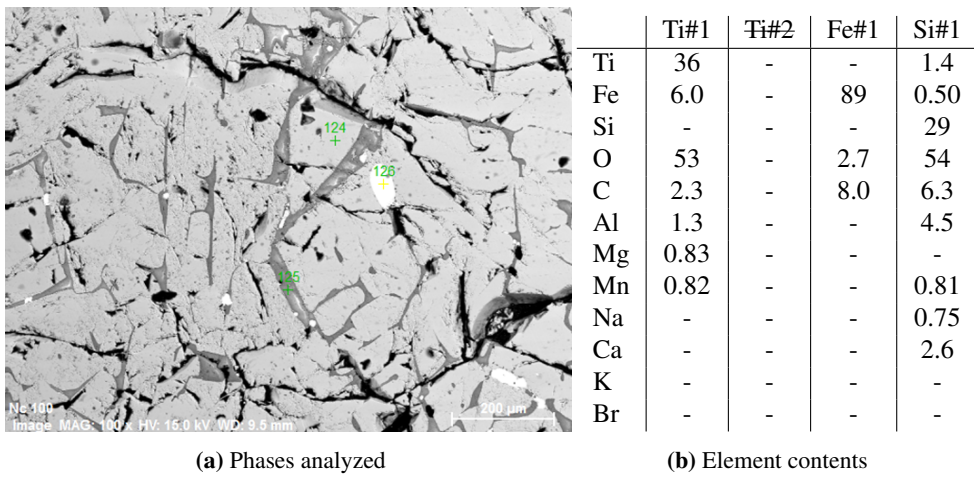 124
126
125
Nc 100
Image MAG: 100 x HV: 15.0 kV WD: 9.5 mm
200 µm
(a) Phases analyzed
Ti#1 Ti#2 Fe#1 Si#1
Ti 36 - - 1.4
Fe 6.0 - 89 0.50
Si - - - 29
O 53 - 2.7 54
C 2.3 - 8.0 6.3
Al 1.3 - - 4.5
Mg 0.83 - - -
Mn 0.82 - - 0.81
Na - - - 0.75
Ca - - - 2.6
K - - - -
Br - - - -
(b) Element contents